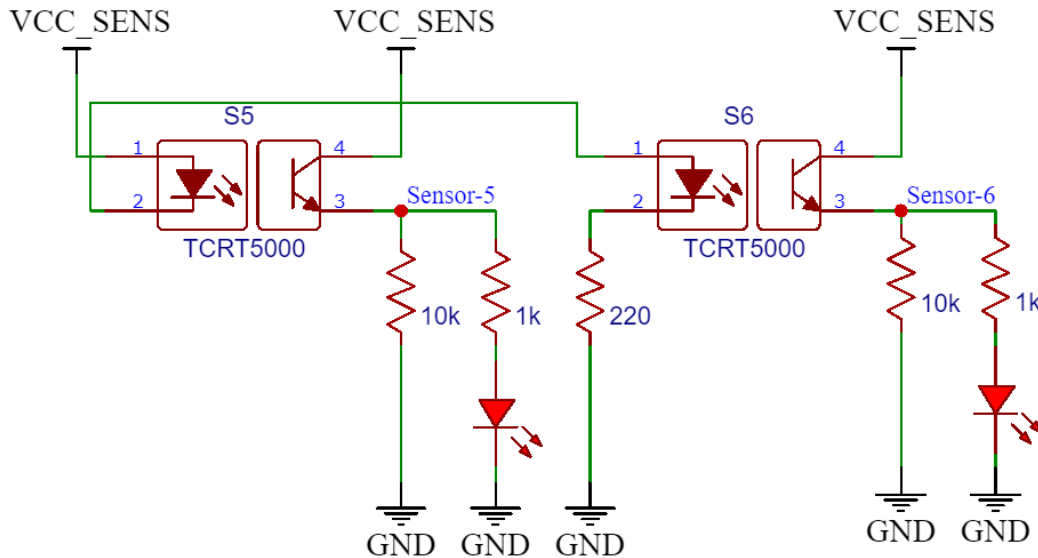 VCC_SENS VCC_SENS VCC_SENS
S5 S6
1 4 1 4
2 3 Sensor-5 2 3 Sensor-6
TCRT5000 TCRT5000
10k 1k 220 10k 1k
GND GND
GND GND GND